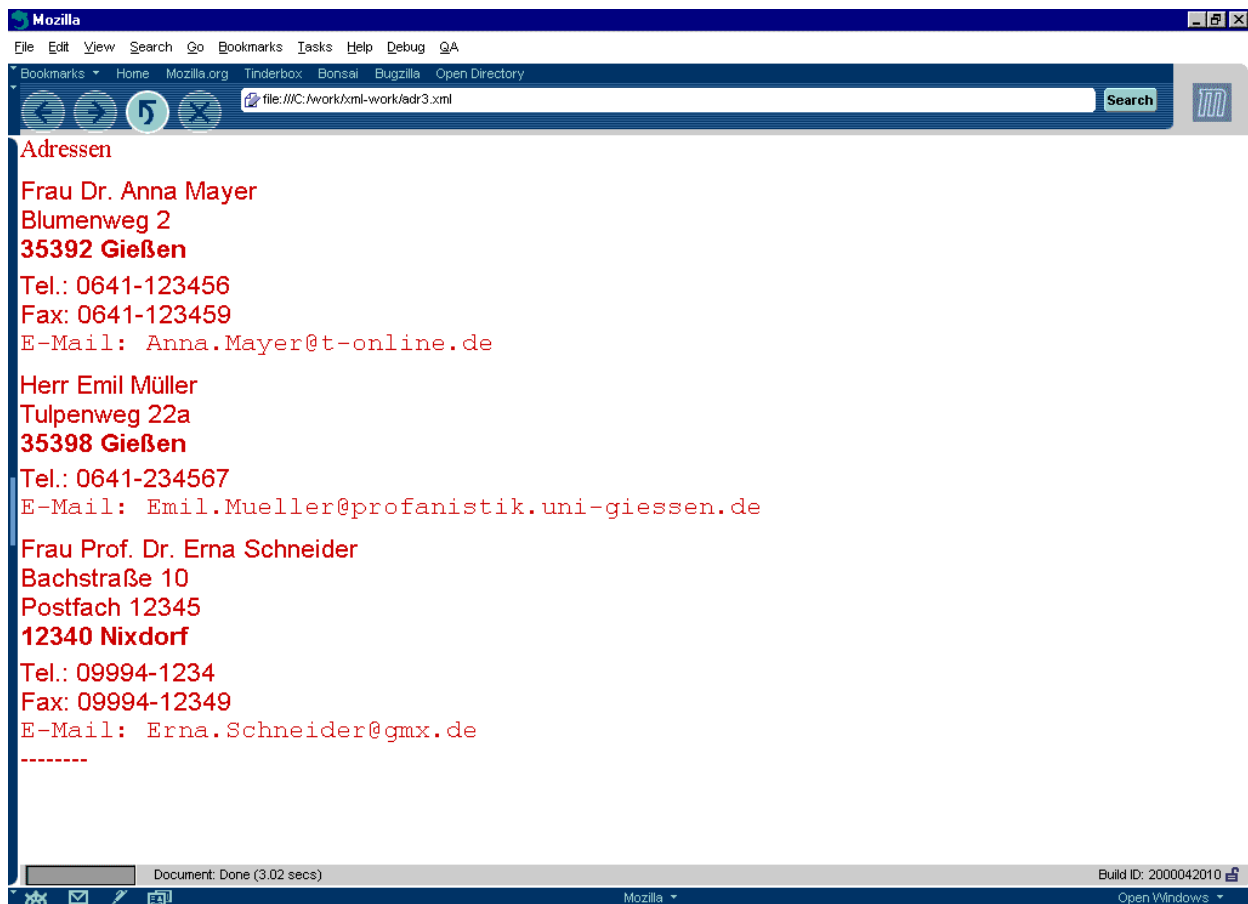 Mozilla
File Edit View Search Go Bookmarks Tasks Help Debug QA
Bookmarks Home Mozilla.org Tinderbox Bonsai Bugzilla Open Directory
file:///C:/work/xml-work/adr3.xml Search
Adressen
Frau Dr. Anna Mayer
Blumenweg 2
35392 Gießen
Tel.: 0641-123456
Fax: 0641-123459
E-Mail: Anna.Mayer@t-online.de
Herr Emil Müller
Tulpenweg 22a
35398 Gießen
Tel.: 0641-234567
E-Mail: Emil.Mueller@profanistik.uni-giessen.de
Frau Prof. Dr. Erna Schneider
Bachstraße 10
Postfach 12345
12340 Nixdorf
Tel.: 09994-1234
Fax: 09994-12349
E-Mail: Erna.Schneider@gmx.de
--------
Document: Done (3.02 secs) Build ID: 2000042010
Mozilla Open Windows